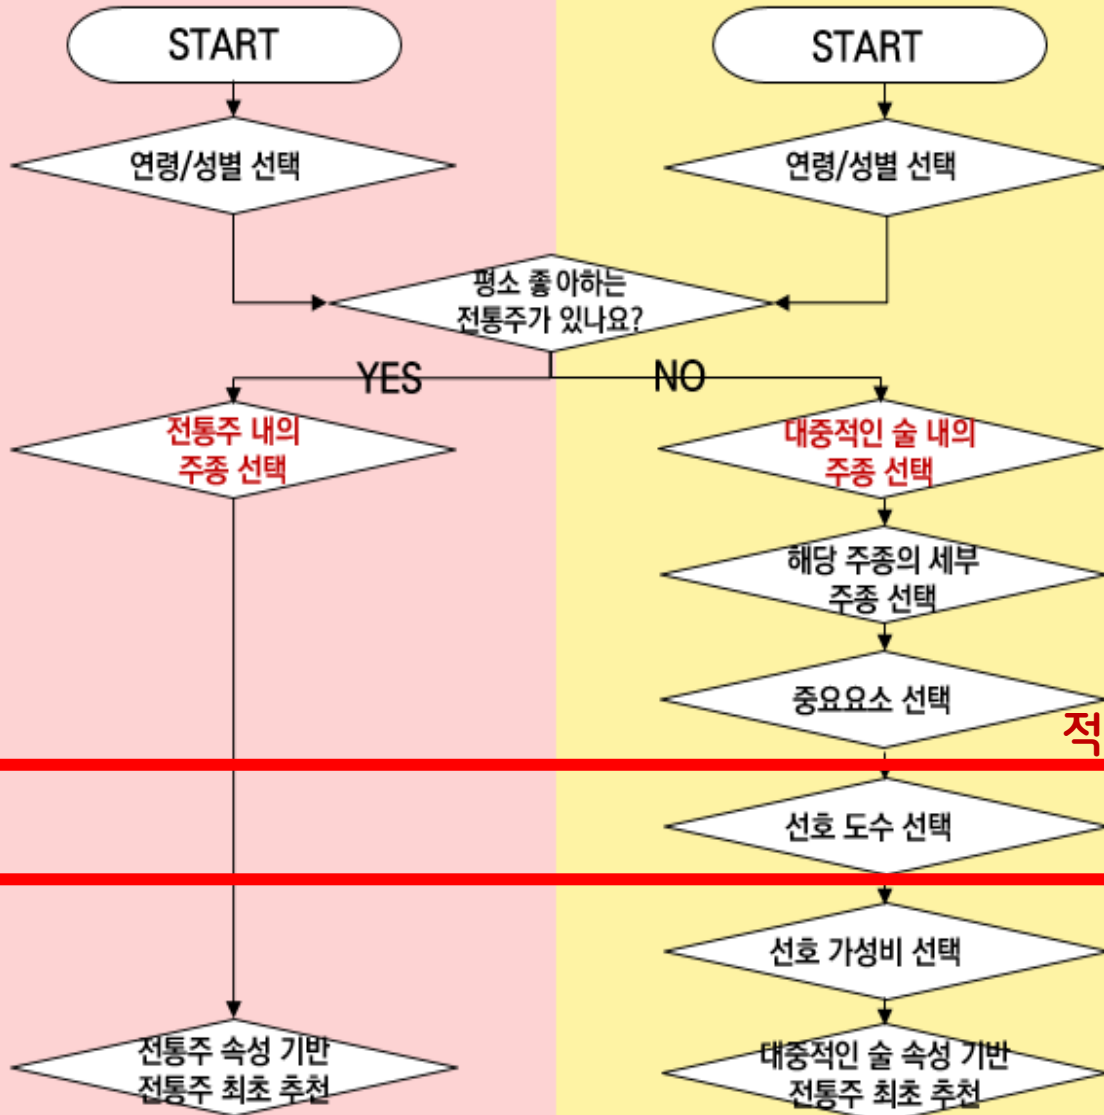 START
START
연령/성별 선택
연령/성별 선택
평소 좋아하는
전통주가 있나요?
YES
NO
전통주 내의
주종 선택
대중적인 술 내의
주종 선택
해당 주종의 세부
주종 선택
중요요소 선택
적
선호 도수 선택
선호 가성비 선택
전통주 속성 기반
전통주 최초 추천
대중적인 술 속성 기반
전통주 최초 추천